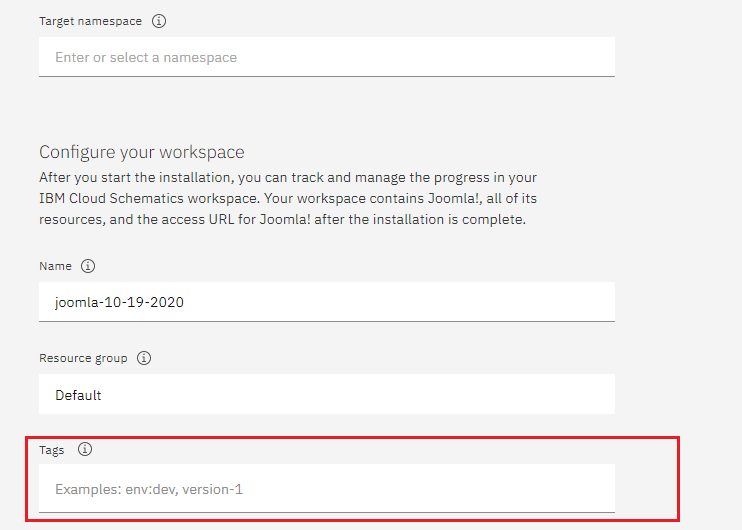 Target namespace
Enter or select a namespace
Configure your workspace
After you start the installation, you can track and manage the progress in your
IBM Cloud Schematics workspace. Your workspace contains Joomla!, all of its
resources, and the access URL for Joomla! after the installation is complete.
Name
joomla-10-19-2020
Resource group
Default
Tags
Examples: env:dev, version-1